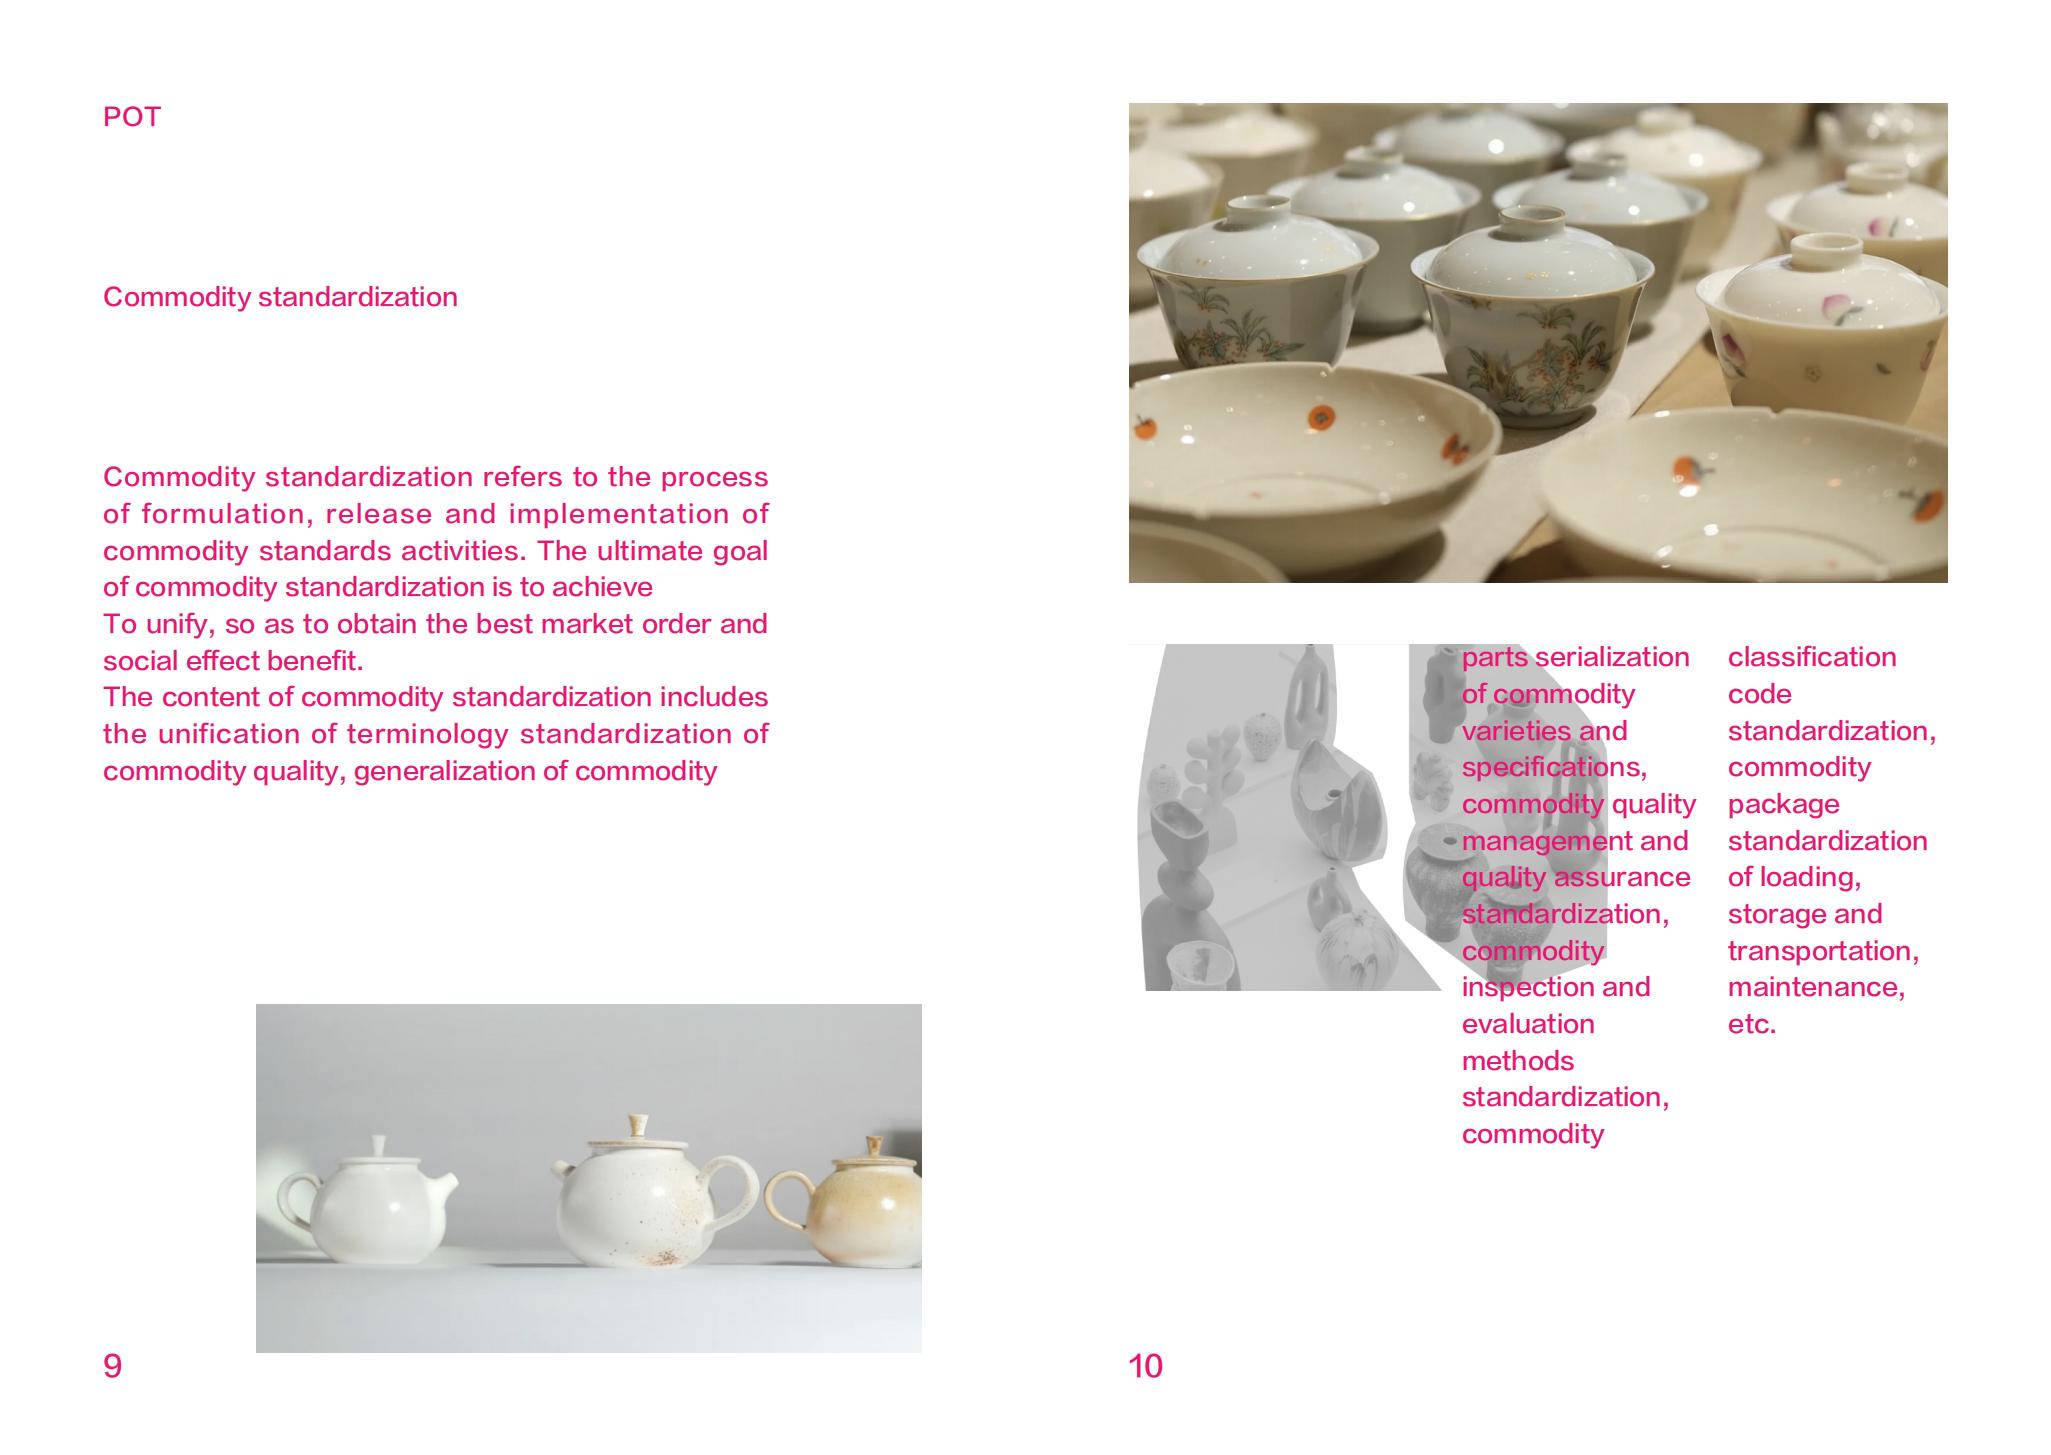 POT
Commodity standardization
Commodity standardization refers to the process
of formulation, release and implementation of
commodity standards activities. The ultimate goal
of commodity standardization is to achieve
To unify, so as to obtain the best market order and
social effect benefit.
The content of commodity standardization includes
the unification of terminology standardization of
commodity quality, generalization of commodity
9
parts serialization
of commodity
varieties and
specifications,
commodity quality
management and
quality assurance
standardization,
commodity
inspection and
evaluation
methods
standardization,
commodity
classification
code
standardization,
commodity
package
standardization
of loading,
storage and
transportation,
maintenance,
etc.
10